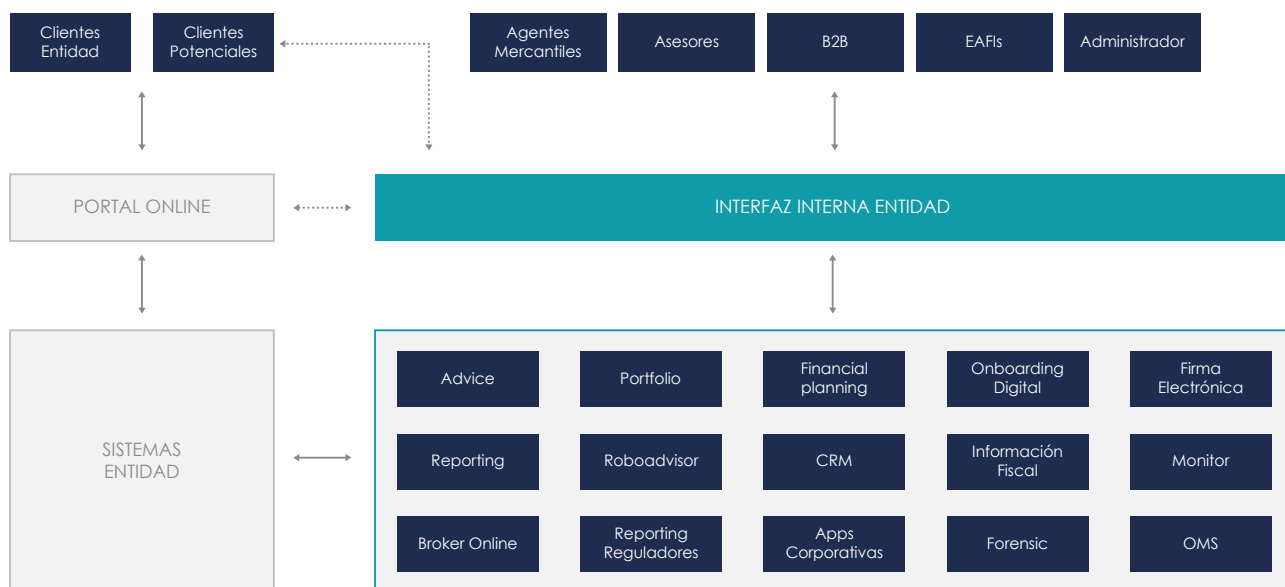 Clientes
Entidad
Clientes
Potenciales
Agentes
Mercantiles
Asesores
B2B
EAFIs
Administrador
PORTAL ONLINE
INTERFAZ INTERNA ENTIDAD
SISTEMAS
ENTIDAD
Advice
Portfolio
Financial
planning
Onboarding
Digital
Firma
Electrónica
Reporting
Roboadvisor
CRM
Información
Fiscal
Monitor
Broker Online
Reporting
Reguladores
Apps
Corporativas
Forensic
OMS